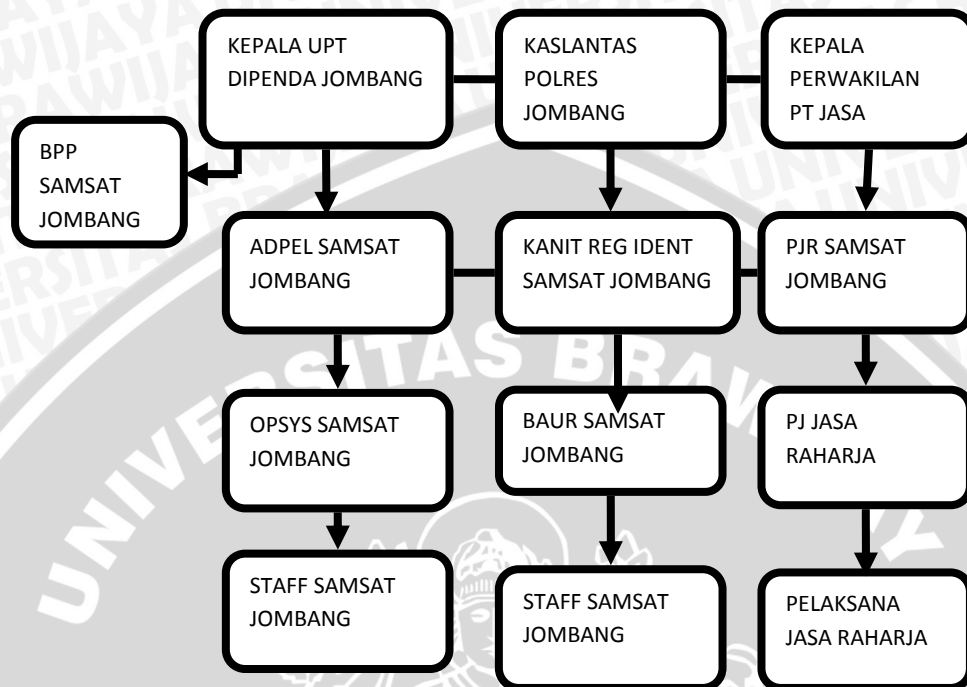 KEPALA UPT
DIPENDA JOMBANG
KASLANTAS
POLRES
JOMBANG
KEPALA
PERWAKILAN
PT JASA
BPP
SAMSAT
JOMBANG
ADPEL SAMSAT
JOMBANG
KANIT REG IDENT
SAMSAT JOMBANG
PJR SAMSAT
JOMBANG
OPSYS SAMSAT
JOMBANG
BAUR SAMSAT
JOMBANG
PJ JASA
RAHARJA
STAFF SAMSAT
JOMBANG
STAFF SAMSAT
JOMBANG
PELAKSANA
JASA RAHARJA
UNIVERSITAS BRAW